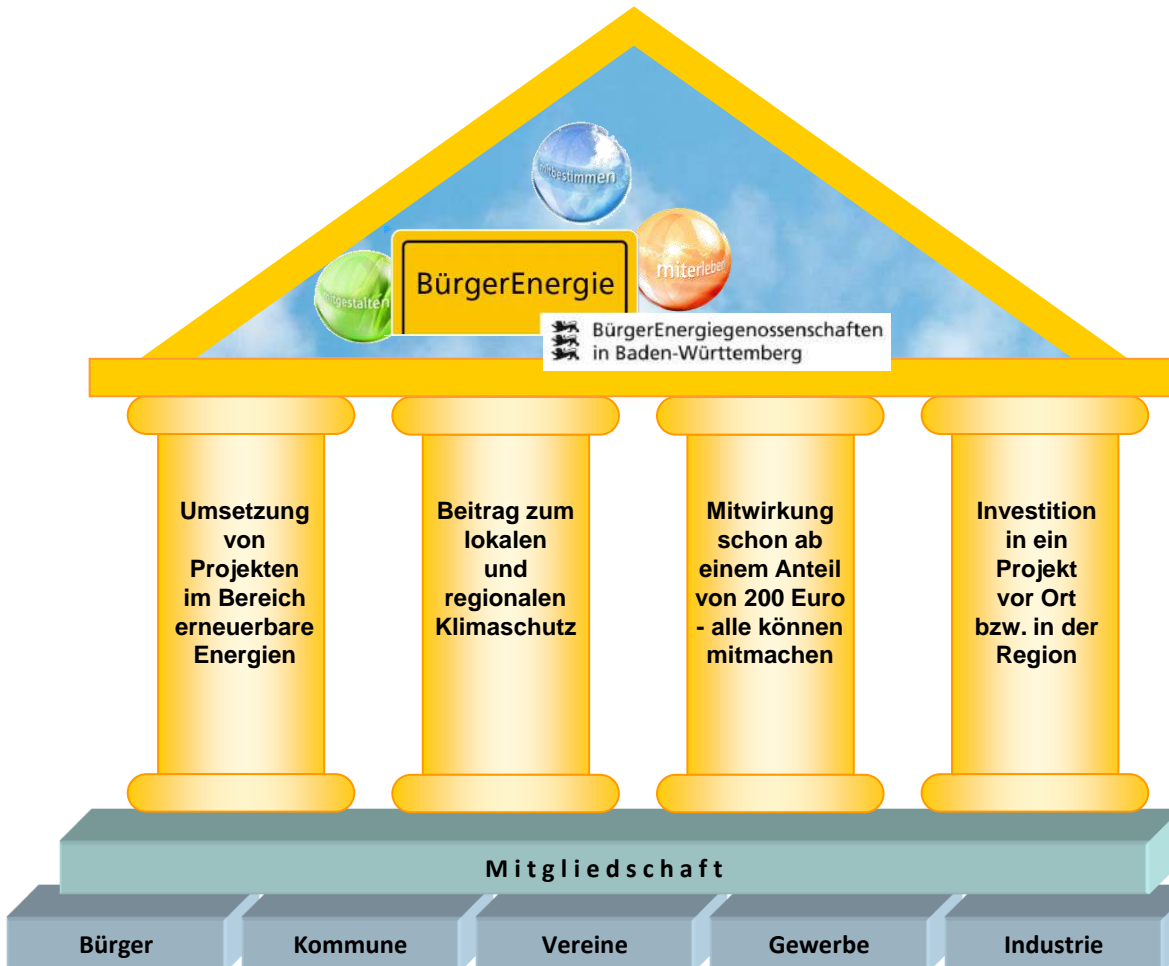 mitbestimmen
miterleben
mitgestalten
BürgerEnergie
BürgerEnergiegenossenschaften
in Baden-Württemberg
Umsetzung
von
Projekten
im Bereich
erneuerbare
Energien
Beitrag zum
lokalen
und
regionalen
Klimaschutz
Mitwirkung
schon ab
einem Anteil
von 200 Euro
- alle können
mitmachen
Investition
in ein
Projekt
vor Ort
bzw. in der
Region
Mitgliedschaft
Bürger
Kommune
Vereine
Gewerbe
Industrie